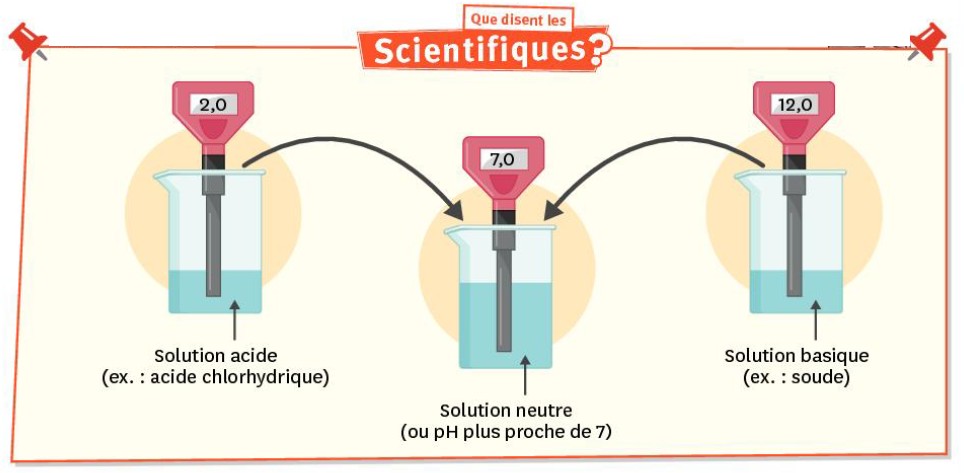 Que disent les
Scientifiques?
2,0
7,0
12,0
Solution acide
(ex. : acide chlorhydrique)
Solution neutre
(ou pH plus proche de 7)
Solution basique
(ex. : soude)